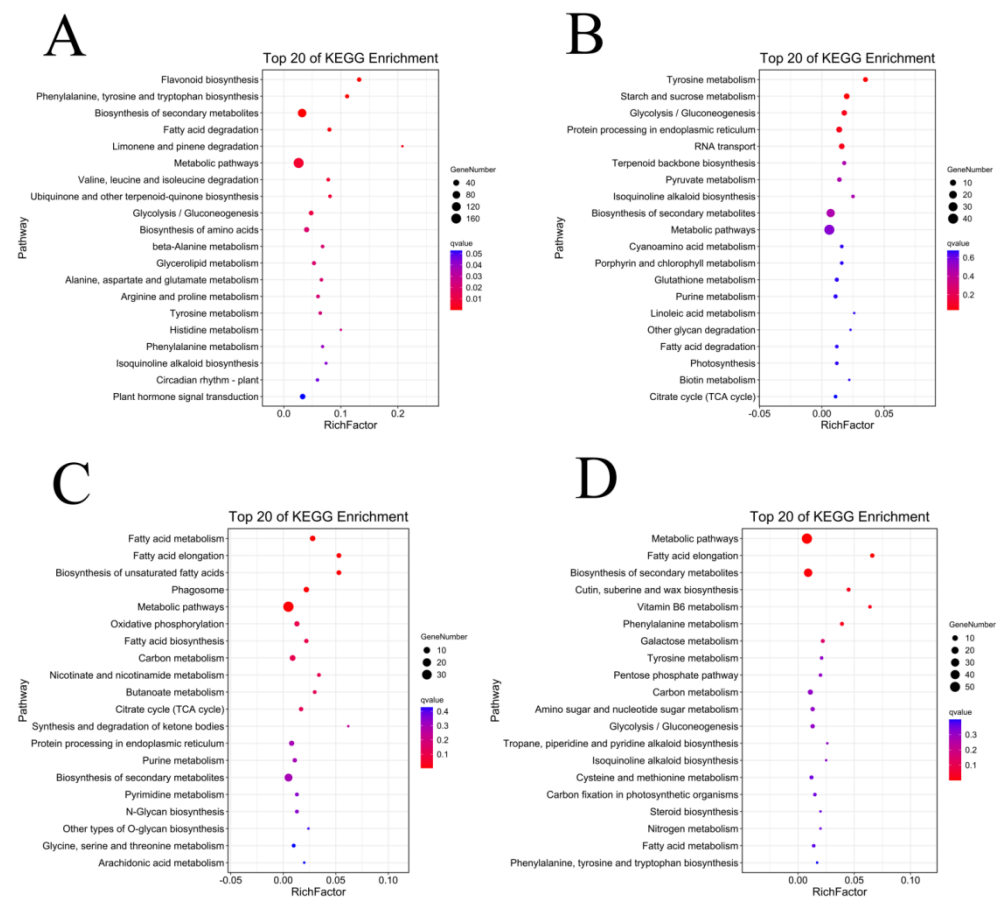 A
Top 20 of KEGG Enrichment
Flavonoid biosynthesis
Phenylalanine, tyrosine and tryptophan biosynthesis
Biosynthesis of secondary metabolites
Fatty acid degradation
Limonene and pinene degradation
Metabolic pathways
Valine, leucine and isoleucine degradation
Ubiquinone and other terpenoid-quinone biosynthesis
Glycolysis / Gluconeogenesis
Biosynthesis of amino acids
beta-Alanine metabolism
Glycerolipid metabolism
Alanine, aspartate and glutamate metabolism
Arginine and proline metabolism
Tyrosine metabolism
Histidine metabolism
Phenylalanine metabolism
Isoquinoline alkaloid biosynthesis
Circadian rhythm - plant
Plant hormone signal transduction
Pathway
0.0 0.1 0.2
RichFactor
GeneNumber
40
80
120
160
qvalue
0.05
0.04
0.03
0.02
0.01
B
Top 20 of KEGG Enrichment
Tyrosine metabolism
Starch and sucrose metabolism
Glycolysis / Gluconeogenesis
Protein processing in endoplasmic reticulum
RNA transport
Terpenoid backbone biosynthesis
Pyruvate metabolism
Isoquinoline alkaloid biosynthesis
Biosynthesis of secondary metabolites
Metabolic pathways
Cyanoamino acid metabolism
Porphyrin and chlorophyll metabolism
Glutathione metabolism
Purine metabolism
Linoleic acid metabolism
Other glycan degradation
Fatty acid degradation
Photosynthesis
Biotin metabolism
Citrate cycle (TCA cycle)
Pathway
-0.05 0.00 0.05
RichFactor
GeneNumber
10
20
30
40
qvalue
0.6
0.4
0.2
C
Top 20 of KEGG Enrichment
Fatty acid metabolism
Fatty acid elongation
Biosynthesis of unsaturated fatty acids
Phagosome
Metabolic pathways
Oxidative phosphorylation
Fatty acid biosynthesis
Carbon metabolism
Nicotinate and nicotinamide metabolism
Butanoate metabolism
Citrate cycle (TCA cycle)
Synthesis and degradation of ketone bodies
Protein processing in endoplasmic reticulum
Purine metabolism
Biosynthesis of secondary metabolites
Pyrimidine metabolism
N-Glycan biosynthesis
Other types of O-glycan biosynthesis
Glycine, serine and threonine metabolism
Arachidonic acid metabolism
Pathway
-0.05 0.00 0.05 0.10
RichFactor
GeneNumber
10
20
30
qvalue
0.4
0.3
0.2
0.1
D
Top 20 of KEGG Enrichment
Metabolic pathways
Fatty acid elongation
Biosynthesis of secondary metabolites
Cutin, suberine and wax biosynthesis
Vitamin B6 metabolism
Phenylalanine metabolism
Galactose metabolism
Tyrosine metabolism
Pentose phosphate pathway
Carbon metabolism
Amino sugar and nucleotide sugar metabolism
Glycolysis / Gluconeogenesis
Tropane, piperidine and pyridine alkaloid biosynthesis
Isoquinoline alkaloid biosynthesis
Cysteine and methionine metabolism
Carbon fixation in photosynthetic organisms
Steroid biosynthesis
Nitrogen metabolism
Fatty acid metabolism
Phenylalanine, tyrosine and tryptophan biosynthesis
Pathway
0.00 0.05 0.10
RichFactor
GeneNumber
10
20
30
40
50
qvalue
0.3
0.2
0.1